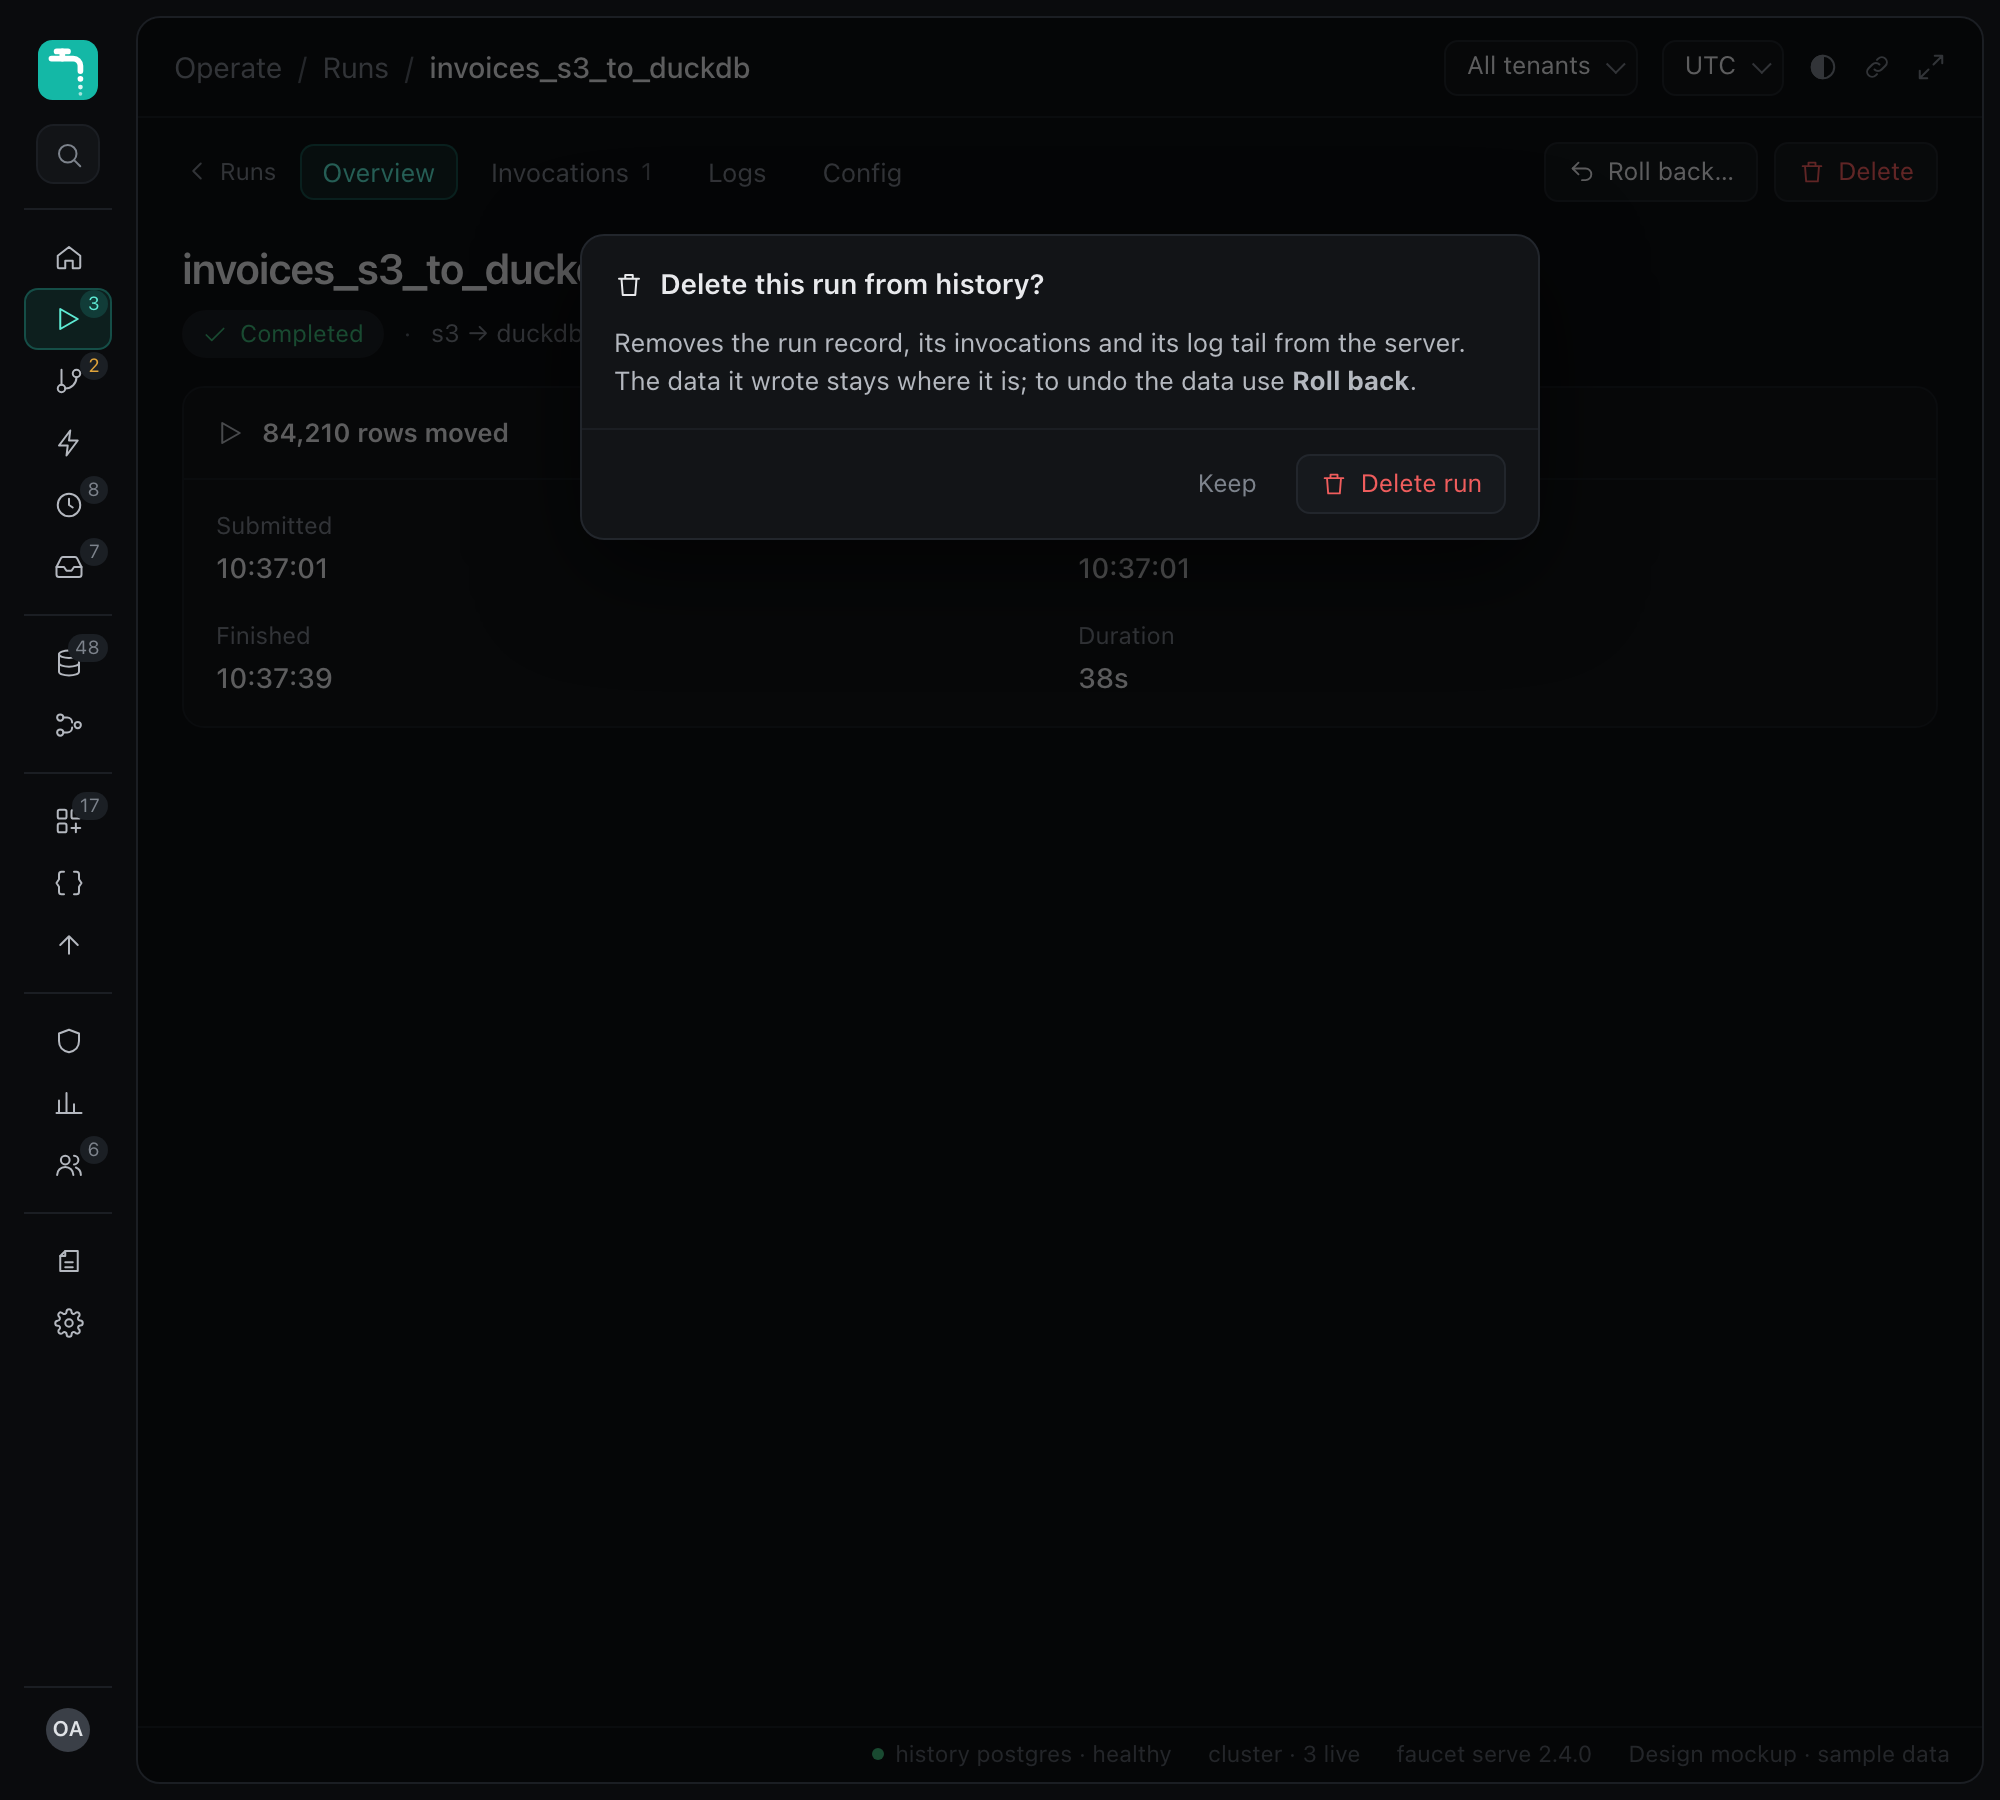 Operate / Runs / invoices_s3_to_duckdb
All tenants
UTC
Runs
Overview
Invocations 1
Logs
Config
Roll back...
Delete
Completed
· s3 → duckdb
84,210 rows moved
Submitted
10:37:01
10:37:01
Finished
10:37:39
Duration
38s
Delete this run from history?
Removes the run record, its invocations and its log tail from the server.
The data it wrote stays where it is; to undo the data use Roll back.
Keep
Delete run
3
2
8
7
48
17
6
OA
history postgres · healthy
cluster · 3 live
faucet serve 2.4.0
Design mockup · sample data